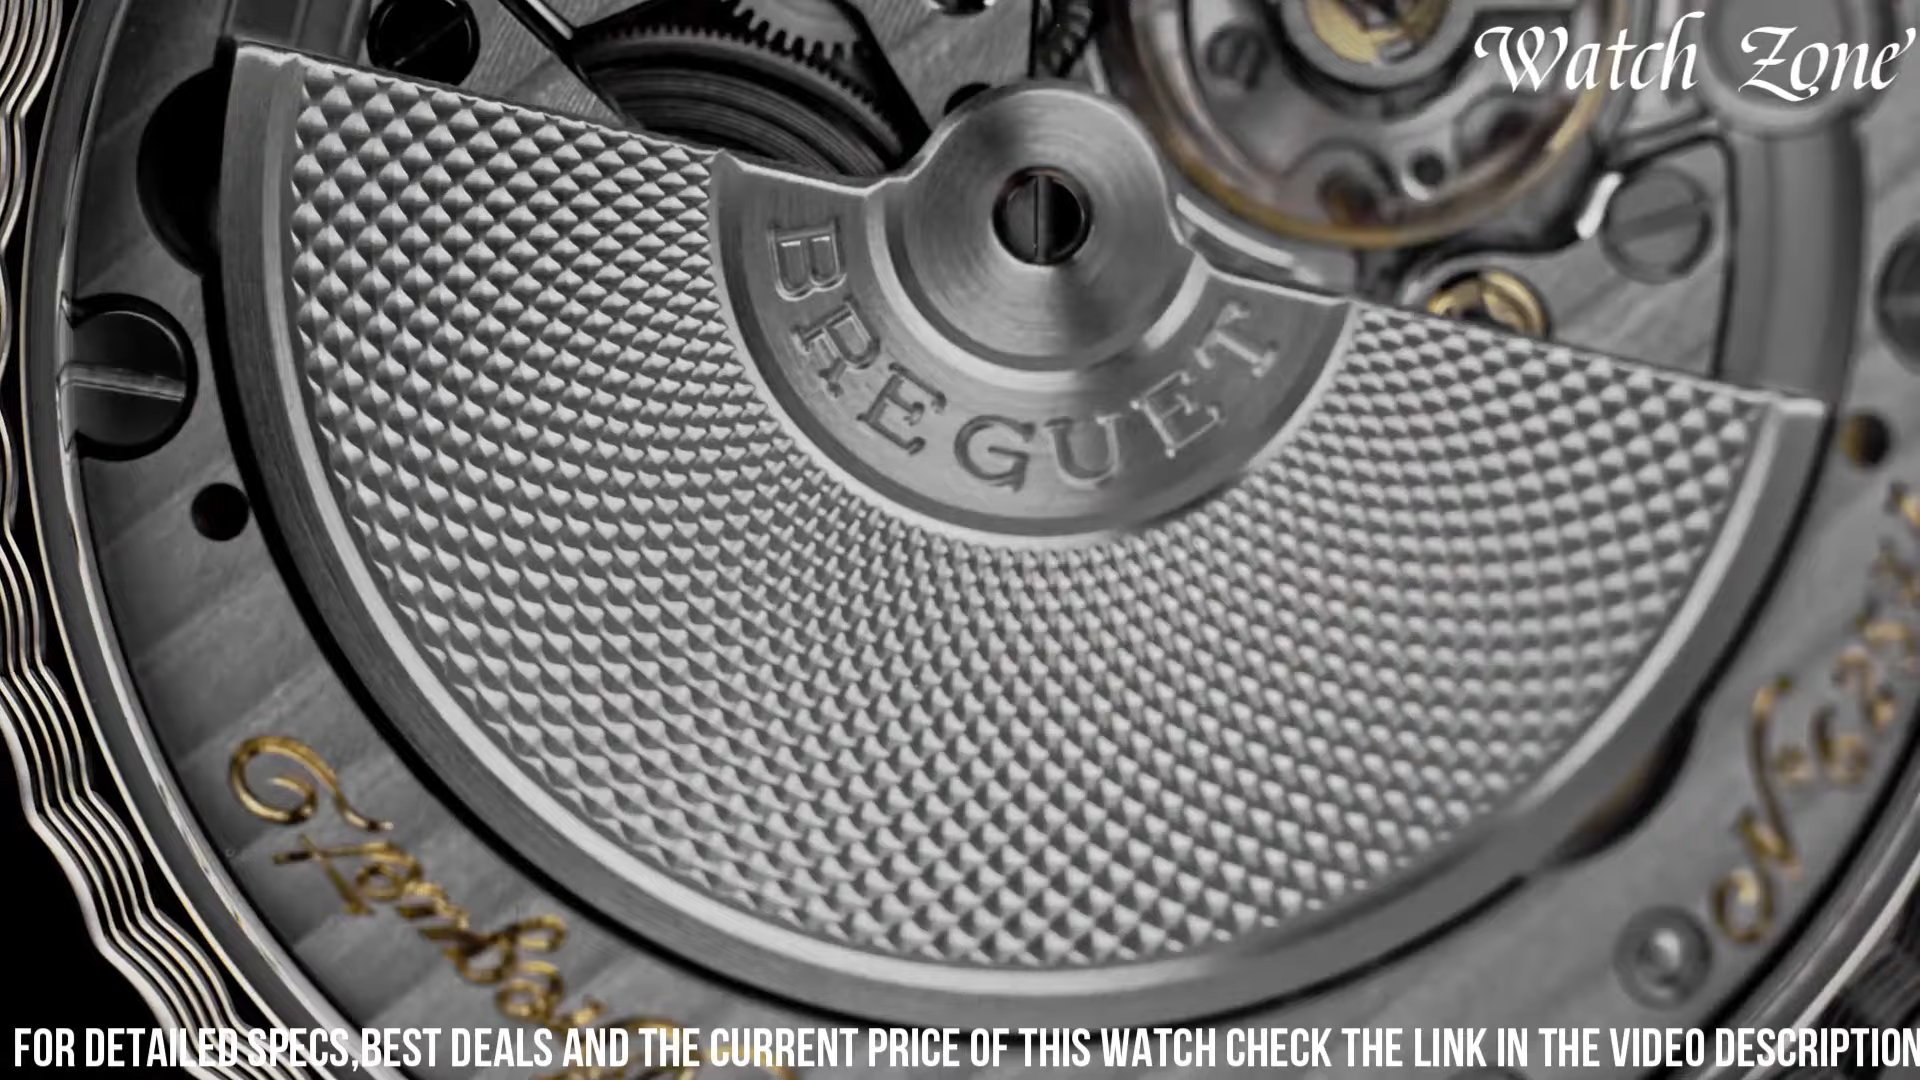 Watch Zone'
BREGUET
FOR DETAILED SPECS,BEST DEALS AND THE CURRENT PRICE OF THIS WATCH CHECK THE LINK IN THE VIDEO DESCRIPTION